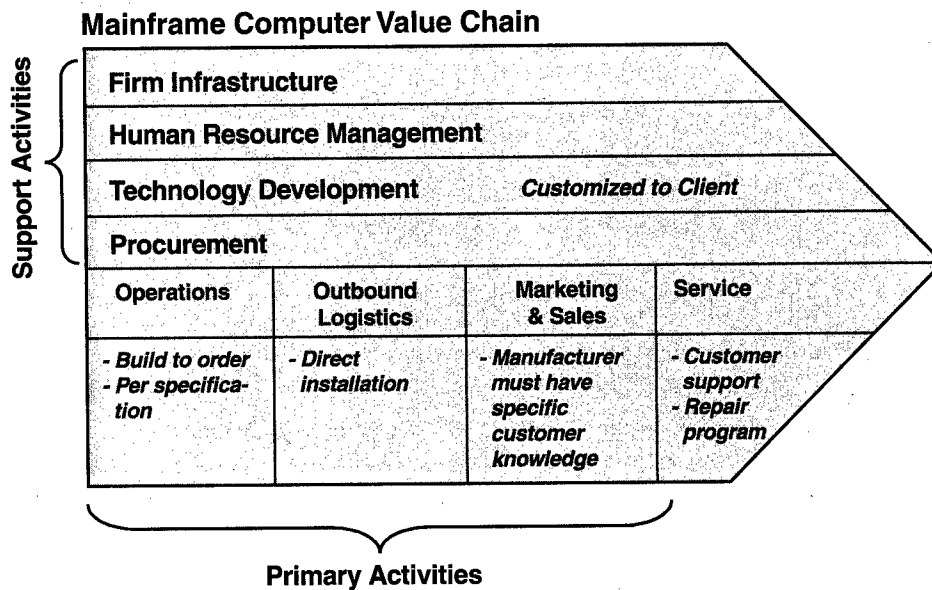 Mainframe Computer Value Chain
Support Activities
Firm Infrastructure
Human Resource Management
Technology Development Customized to Client
Procurement
Operations
Outbound
Logistics
Marketing
& Sales
Service
- Build to order
- Per specifica-
tion
- Direct
installation
- Manufacturer
must have
specific
customer
knowledge
- Customer
support
- Repair
program
Primary Activities